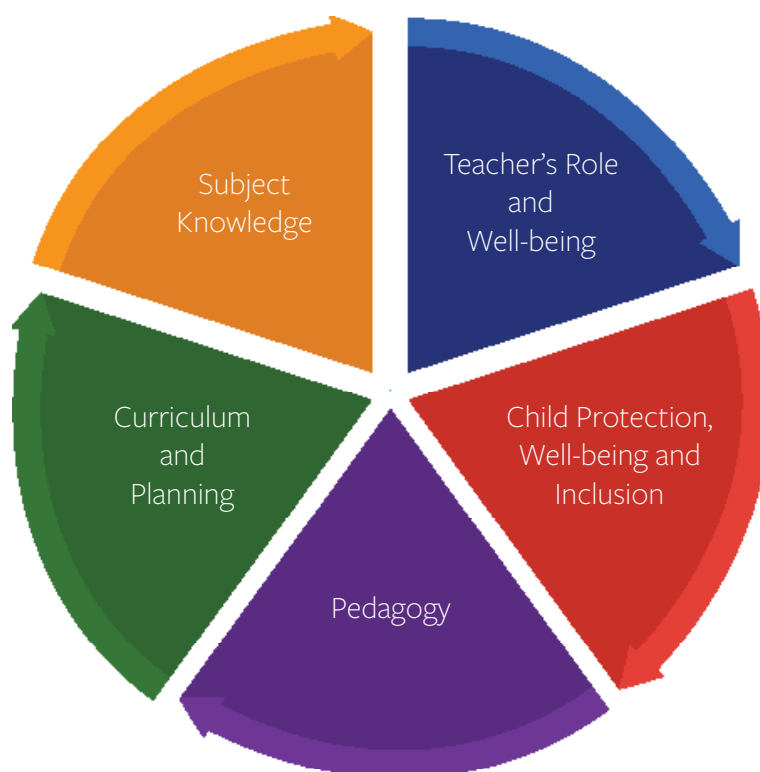 Subject
Knowledge
Teacher’s Role
and
Well-being
Child Protection,
Well-being and
Inclusion
Pedagogy
Curriculum
and
Planning